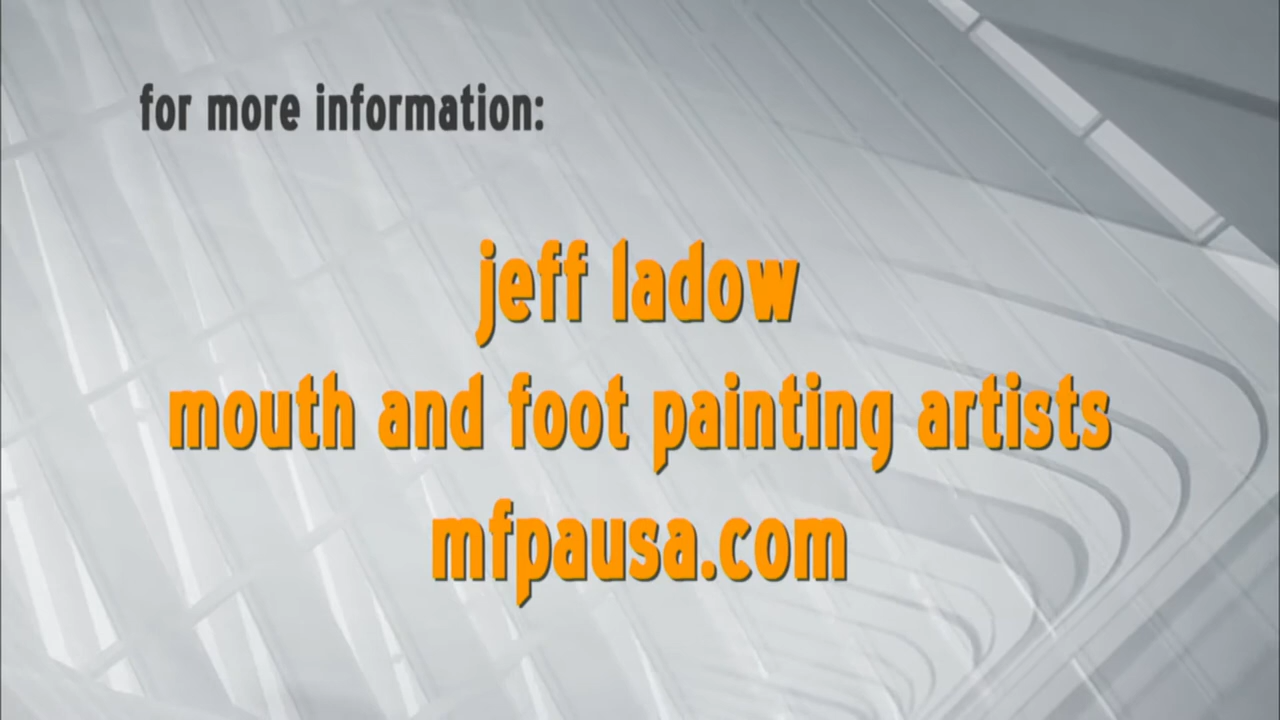 for more information:
jeff ladow
mouth and foot painting artists
mfpausa.com